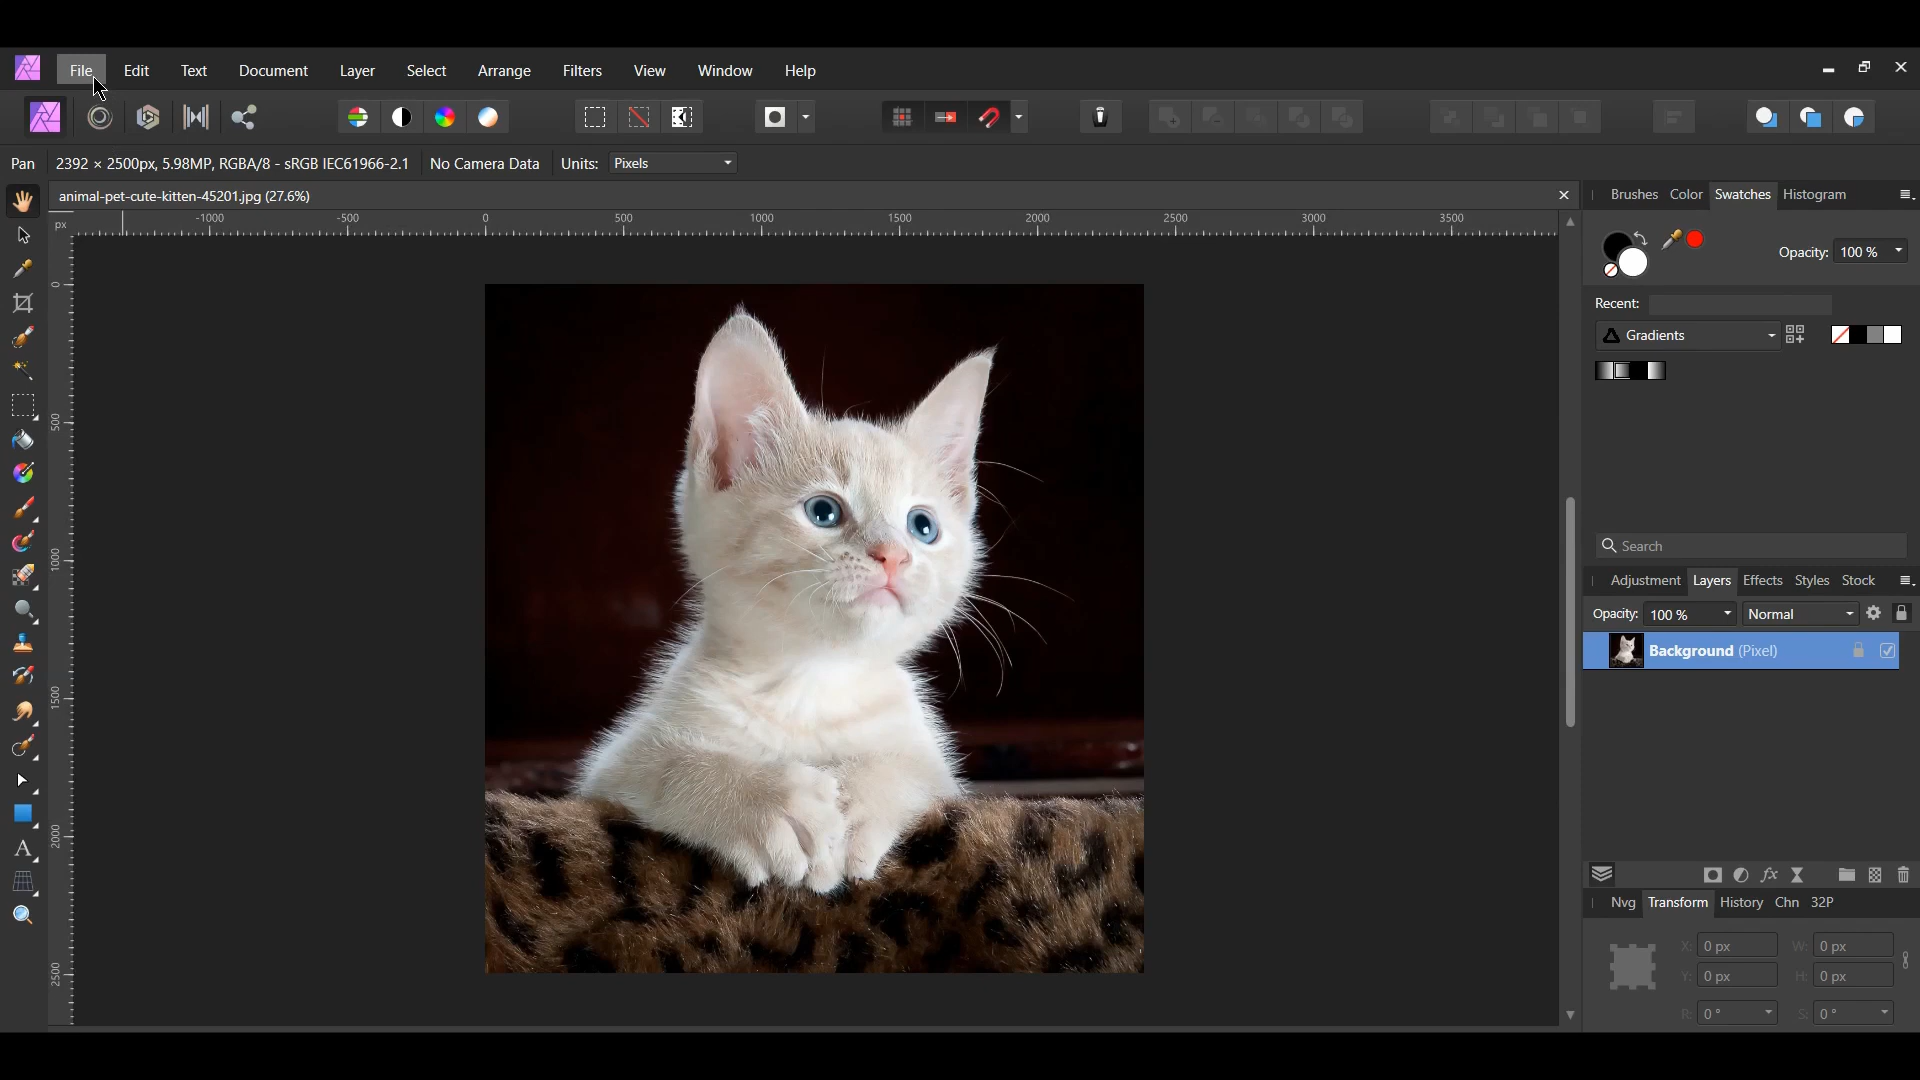 File Edit Text Document Layer Select Arrange Filters View Window Help
Pan 2392 × 2500px, 5.98MP, RGBA/8 - sRGB IEC61966-2.1 No Camera Data Units: Pixels
animal-pet-cute-kitten-45201.jpg (27.6%)
Brushes Color Swatches Histogram
px -1000 -500 0 500 1000 1500 2000 2500 3000 3500
0
500
1000
1500
2000
2500
Opacity: 100 %
Recent:
Gradients
Search
Adjustment Layers Effects Styles Stock
Opacity: 100 % Normal
Background (Pixel)
fx
Nvg Transform History Chn 32P
X: 0 px W: 0 px
Y: 0 px H: 0 px
R: 0 ° S: 0 °
A